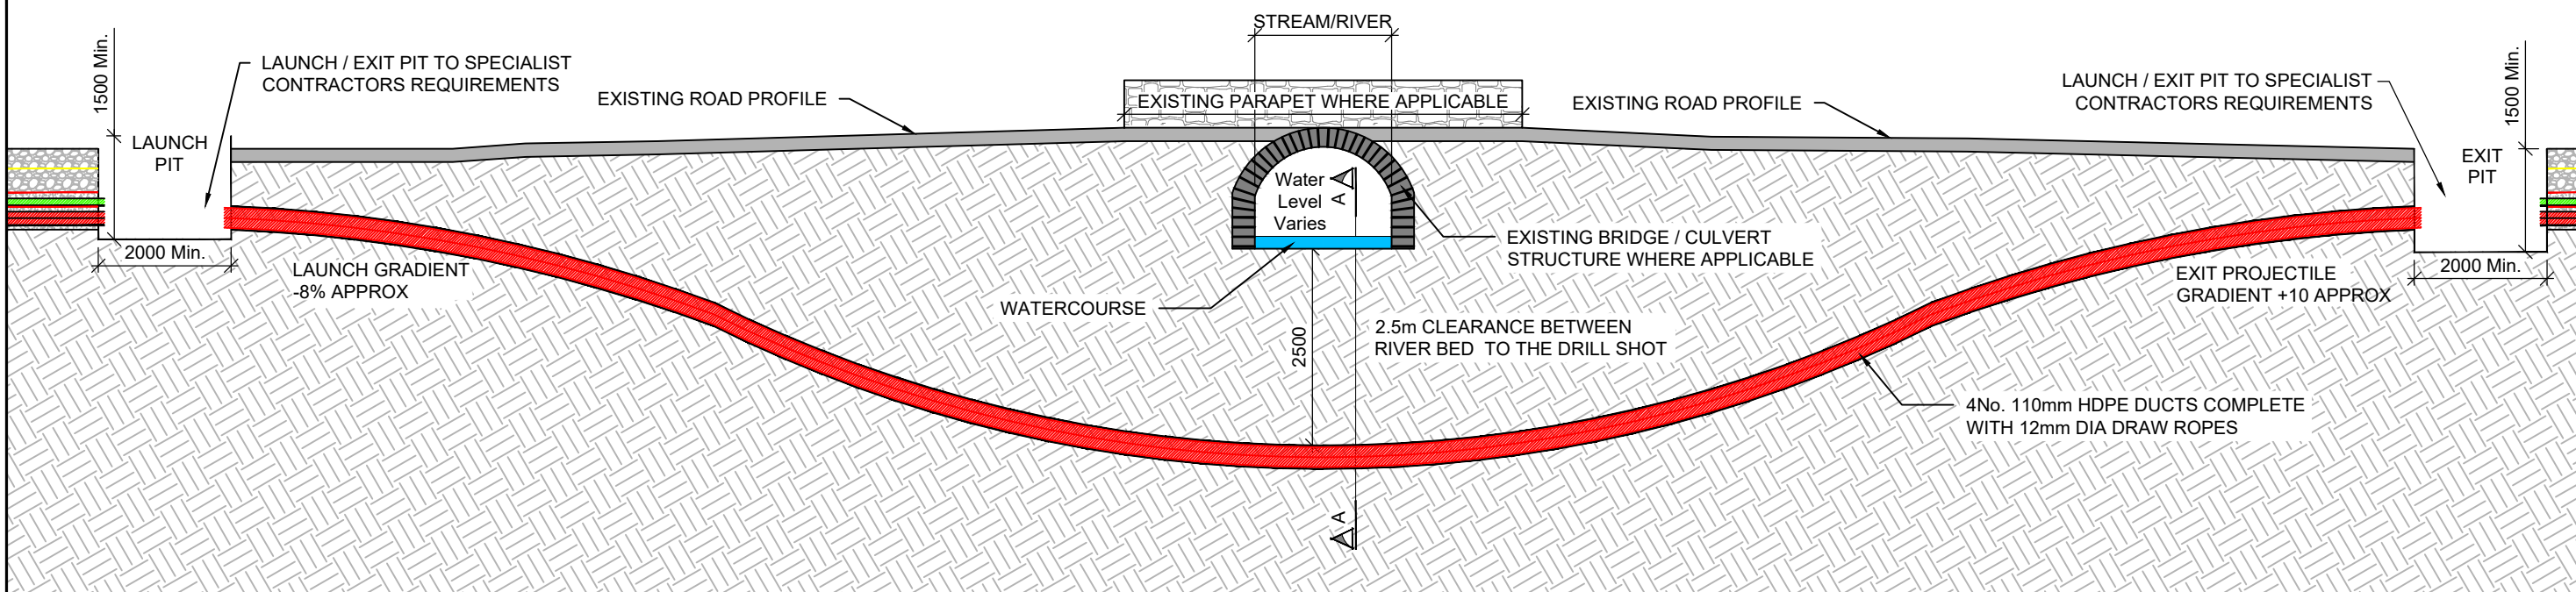 STREAM/RIVER
1500 Min.
LAUNCH / EXIT PIT TO SPECIALIST
CONTRACTORS REQUIREMENTS
EXISTING ROAD PROFILE
EXISTING PARAPET WHERE APPLICABLE
EXISTING ROAD PROFILE
LAUNCH / EXIT PIT TO SPECIALIST
CONTRACTORS REQUIREMENTS
1500 Min.
LAUNCH
PIT
EXIT
PIT
Water
Level
Varies
A
2000 Min.
LAUNCH GRADIENT
-8% APPROX
EXISTING BRIDGE / CULVERT
STRUCTURE WHERE APPLICABLE
WATERCOURSE
2500
2.5m CLEARANCE BETWEEN
RIVER BED TO THE DRILL SHOT
EXIT PROJECTILE
GRADIENT +10 APPROX
2000 Min.
4No. 110mm HDPE DUCTS COMPLETE
WITH 12mm DIA DRAW ROPES
A